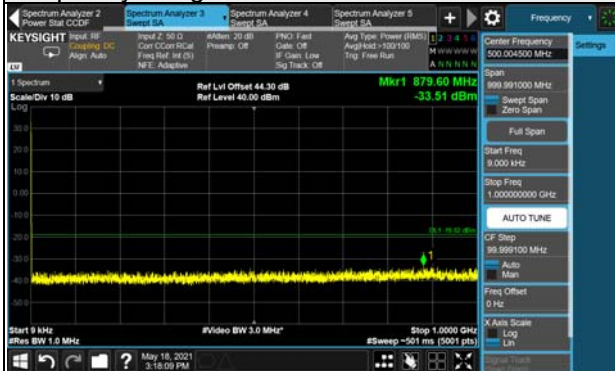 Spectrum Analyzer 2
Power Stat CCDF
Spectrum Analyzer 3
Swept SA
Spectrum Analyzer 4
Swept SA
Spectrum Analyzer 5
Swept SA
Frequency
KEYSIGHT
Input: RF
Coupling: DC
Align: Auto
Input Z: 50 Ω
Corr CCorr RCal
Freq Ref: Int (S)
NFE: Adaptive
#Atten: 20 dB
Preamp: Off
PNO: Fast
Gate: Off
IF Gain: Low
Sig Track: Off
Avg Type: Power (RMS)
Avg|Hold:>100/100
Trig: Free Run
1 2 3 4 5 6
M W W W W W
A N N N N N
Center Frequency
500.004500 MHz
Settings
Span
999.991000 MHz
Swept Span
Zero Span
Full Span
Start Freq
9.000 kHz
Stop Freq
1.000000000 GHz
AUTO TUNE
CF Step
99.999100 MHz
Auto
Man
Freq Offset
0 Hz
X Axis Scale
Log
Lin
Signal Track
1 Spectrum
Scale/Div 10 dB
Log
Ref Lvl Offset 44.30 dB
Ref Level 40.00 dBm
Mkr1 879.60 MHz
-33.51 dBm
30.0
20.0
10.0
0.00
-10.0
-20.0
-30.0
-40.0
-50.0
1
Start 9 kHz
#Res BW 1.0 MHz
#Video BW 3.0 MHz*
Stop 1.0000 GHz
#Sweep ~501 ms (5001 pts)
?
May 18, 2021
3:18:09 PM